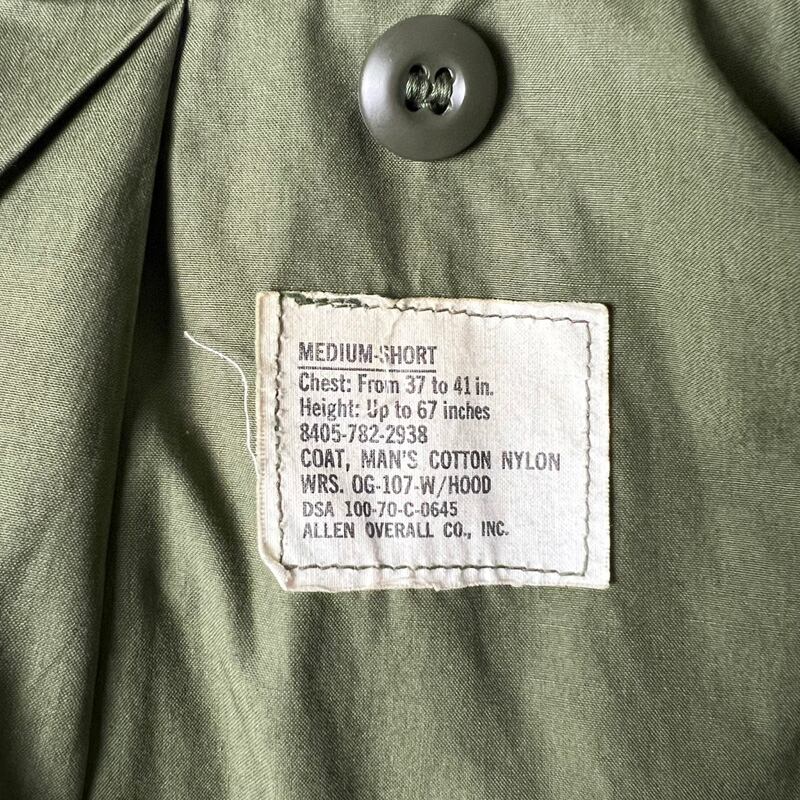 MEDIUM-SHORT
Chest: From 37 to 41 in.
Height: Up to 67 inches
8405-782-2938
COAT, MAN'S COTTON NYLON
WRS. OG-107-W/HOOD
DSA 100-70-C-0645
ALLEN OVERALL CO., INC.